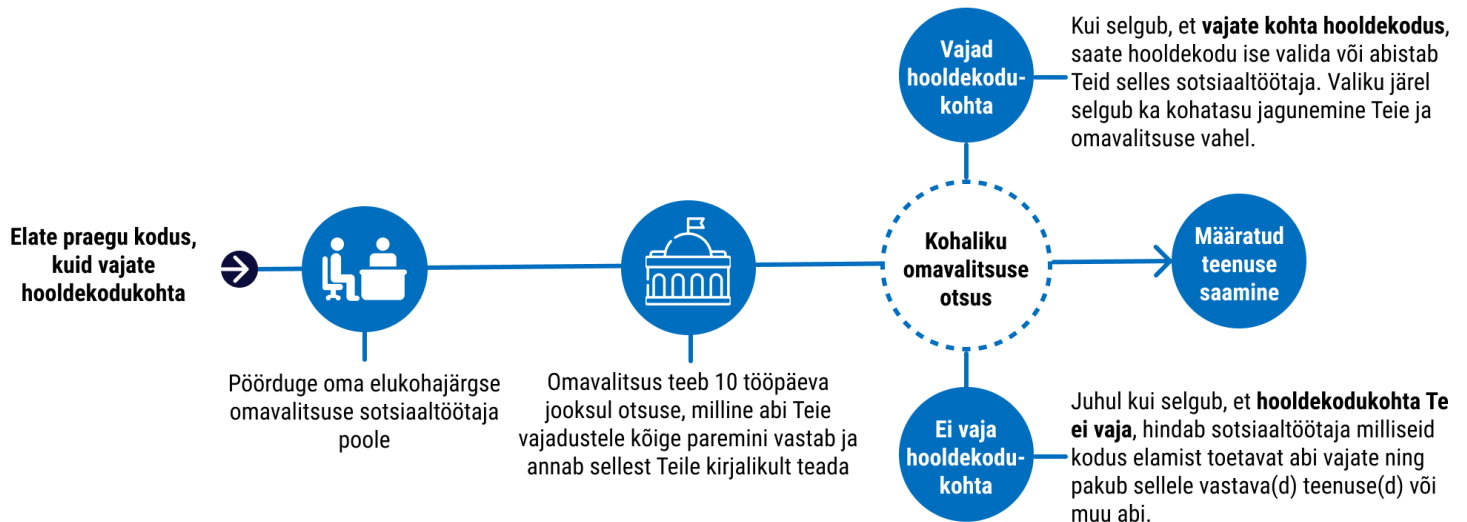 Elate praegu kodus,
kuid vajate
hooldekodukohta
Pöörduge oma elukohajärgse
omavalitsuse sotsiaaltöötaja
poole
Omavalitsus teeb 10 tööpäeva
jooksul otsuse, milline abi Teie
vajadustele kõige paremini vastab ja
annab sellest Teile kirjalikult teada
Kohaliku
omavalitsuse
otsus
Vajad
hooldekodu-
kohta
Kui selgub, et vajate kohta hooldekodus,
saate hooldekodu ise valida või abistab
Teid selles sotsiaaltöötaja. Valiku järel
selgub ka kohatasu jagunemine Teie ja
omavalitsuse vahel.
Ei vaja
hooldekodu-
kohta
Juhul kui selgub, et hooldekodukohta Te
ei vaja, hindab sotsiaaltöötaja milliseid
kodus elamist toetavat abi vajate ning
pakub sellele vastava(d) teenuse(d) või
muu abi.
Määratud
teenuse
saamine